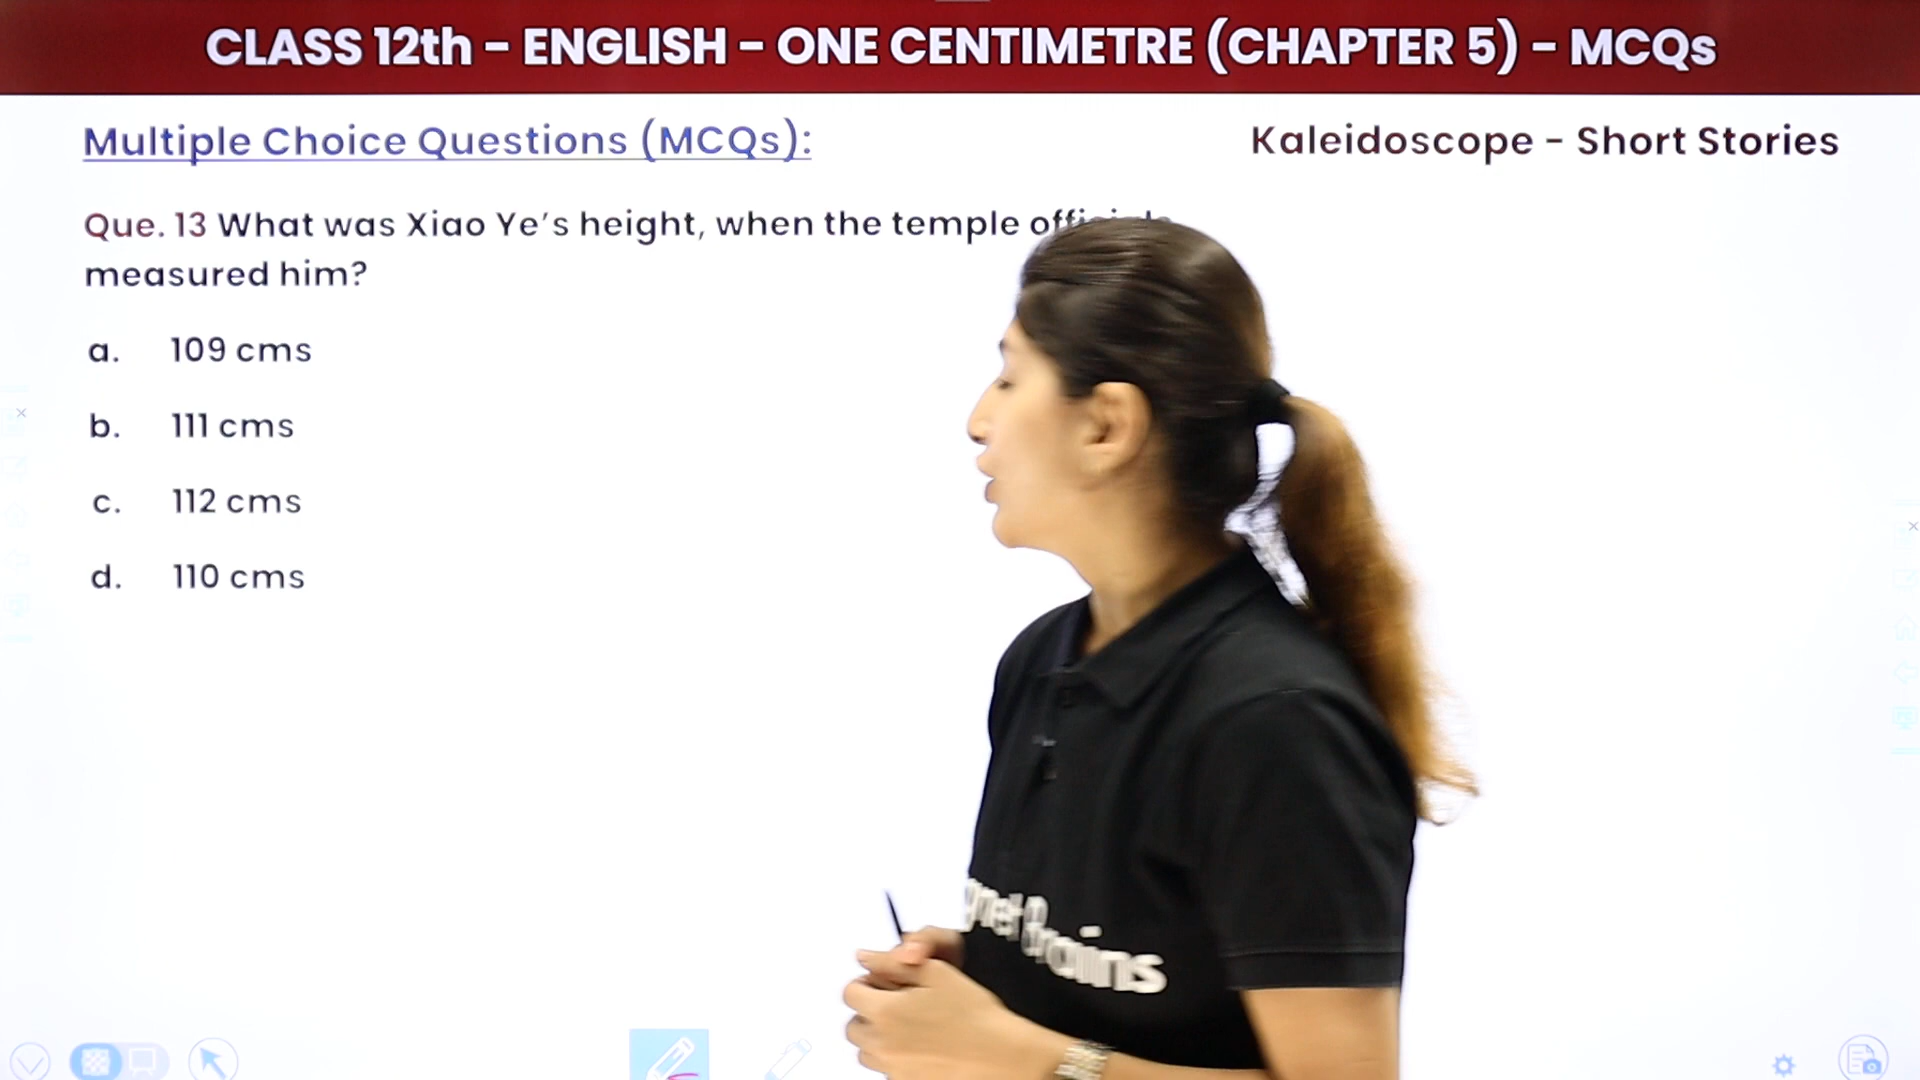 CLASS 12th - ENGLISH - ONE CENTIMETRE (CHAPTER 5) - MCQs
Multiple Choice Questions (MCQs):
Kaleidoscope - Short Stories
Que. 13 What was Xiao Ye's height, when the temple
measured him?
a. 109 cms
b. 111 cms
c. 112 cms
d. 110 cms
Brains